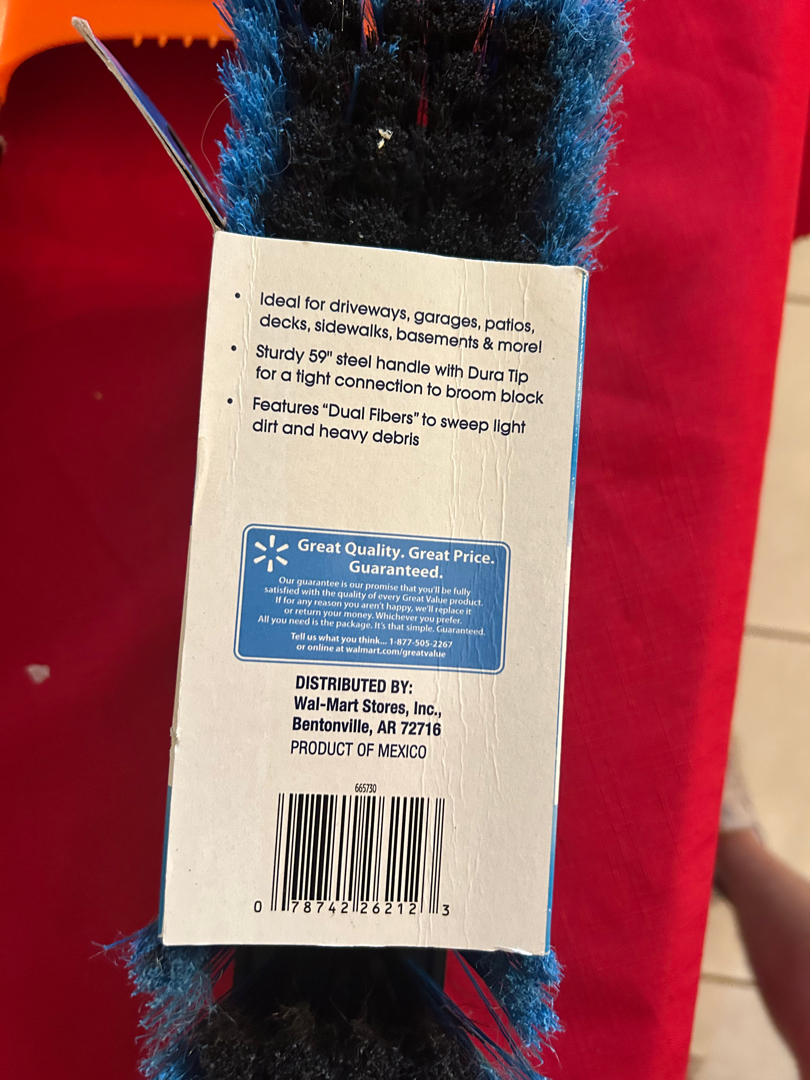 • Ideal for driveways, garages, patios,
decks, sidewalks, basements & more!
• Sturdy 59" steel handle with Dura Tip
for a tight connection to broom block
• Features “Dual Fibers” to sweep light
dirt and heavy debris
Great Quality. Great Price.
Guaranteed.
Our guarantee is our promise that you'll be fully
satisfied with the quality of every Great Value product.
If for any reason you aren't happy, we'll replace it
or return your money. Whichever you prefer.
All you need is the package. It's that simple. Guaranteed.
Tell us what you think... 1-877-505-2267
or online at walmart.com/greatvalue
DISTRIBUTED BY:
Wal-Mart Stores, Inc.,
Bentonville, AR 72716
PRODUCT OF MEXICO
665730
0 78742 26212 3